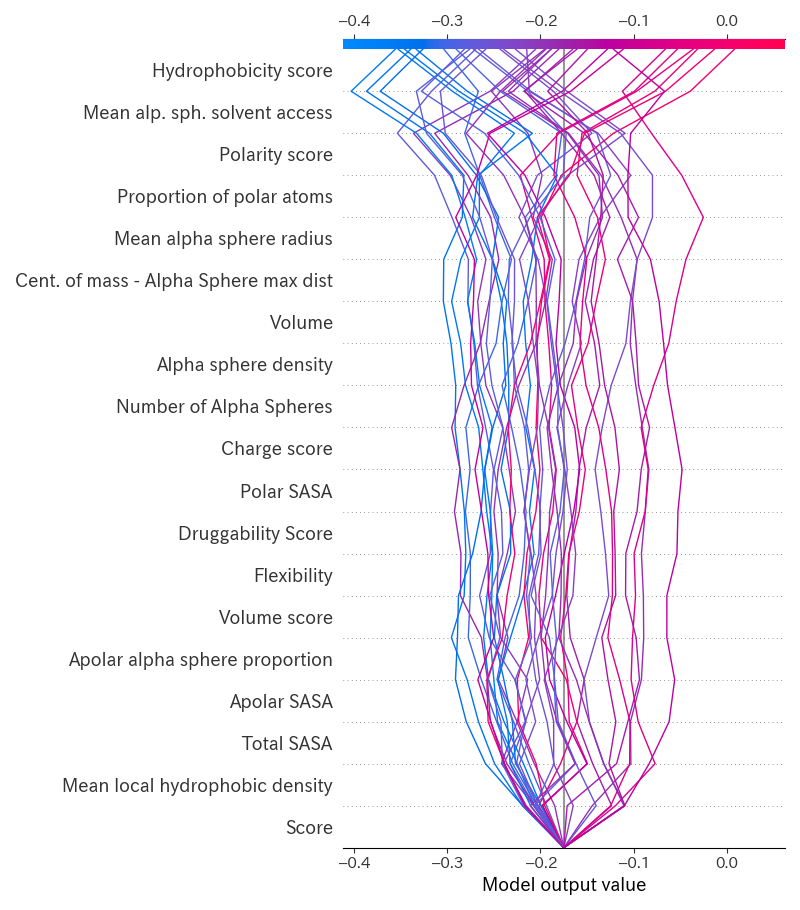 −0.4 −0.3 −0.2 −0.1 0.0
Hydrophobicity score
Mean alp. sph. solvent access
Polarity score
Proportion of polar atoms
Mean alpha sphere radius
Cent. of mass - Alpha Sphere max dist
Volume
Alpha sphere density
Number of Alpha Spheres
Charge score
Polar SASA
Druggability Score
Flexibility
Volume score
Apolar alpha sphere proportion
Apolar SASA
Total SASA
Mean local hydrophobic density
Score
−0.4 −0.3 −0.2 −0.1 0.0
Model output value